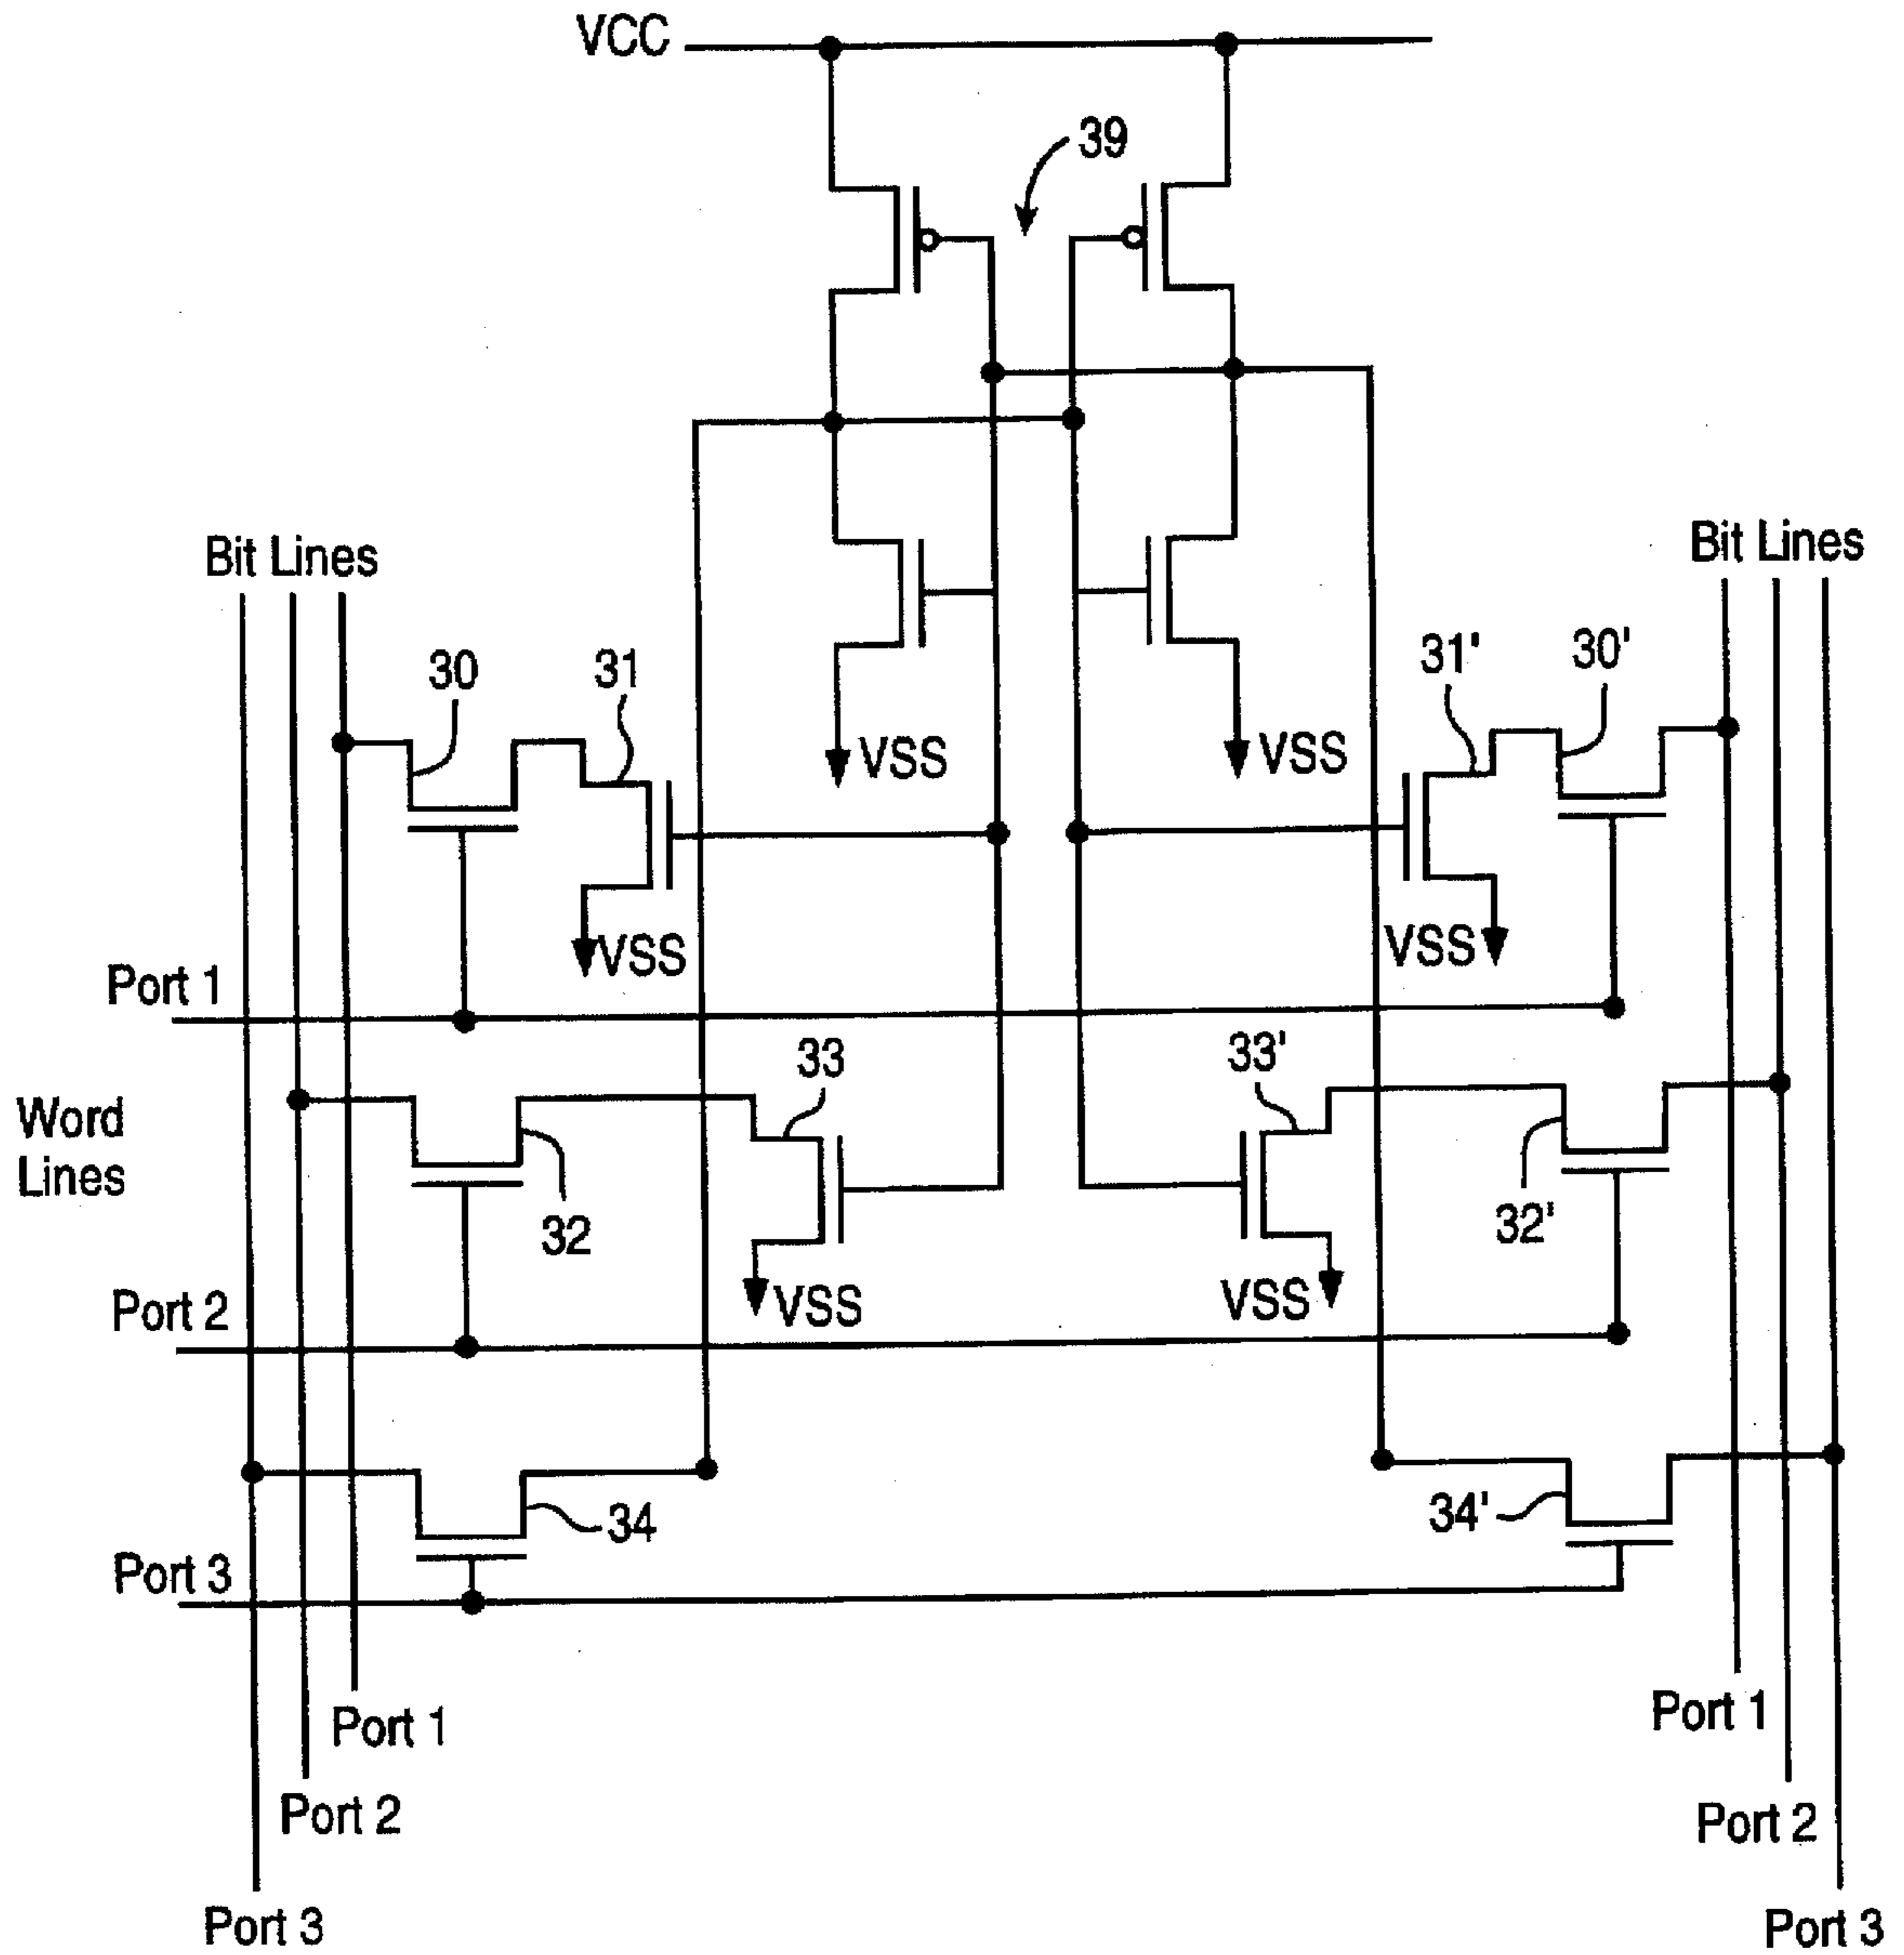 VCC
39
Bit Lines
Bit Lines
30
31
31'
30'
VSS
VSS
VSS
VSS
Port 1
33
33'
Word
Lines
32
32'
VSS
VSS
Port 2
34
34'
Port 3
Port 1
Port 1
Port 2
Port 2
Port 3
Port 3